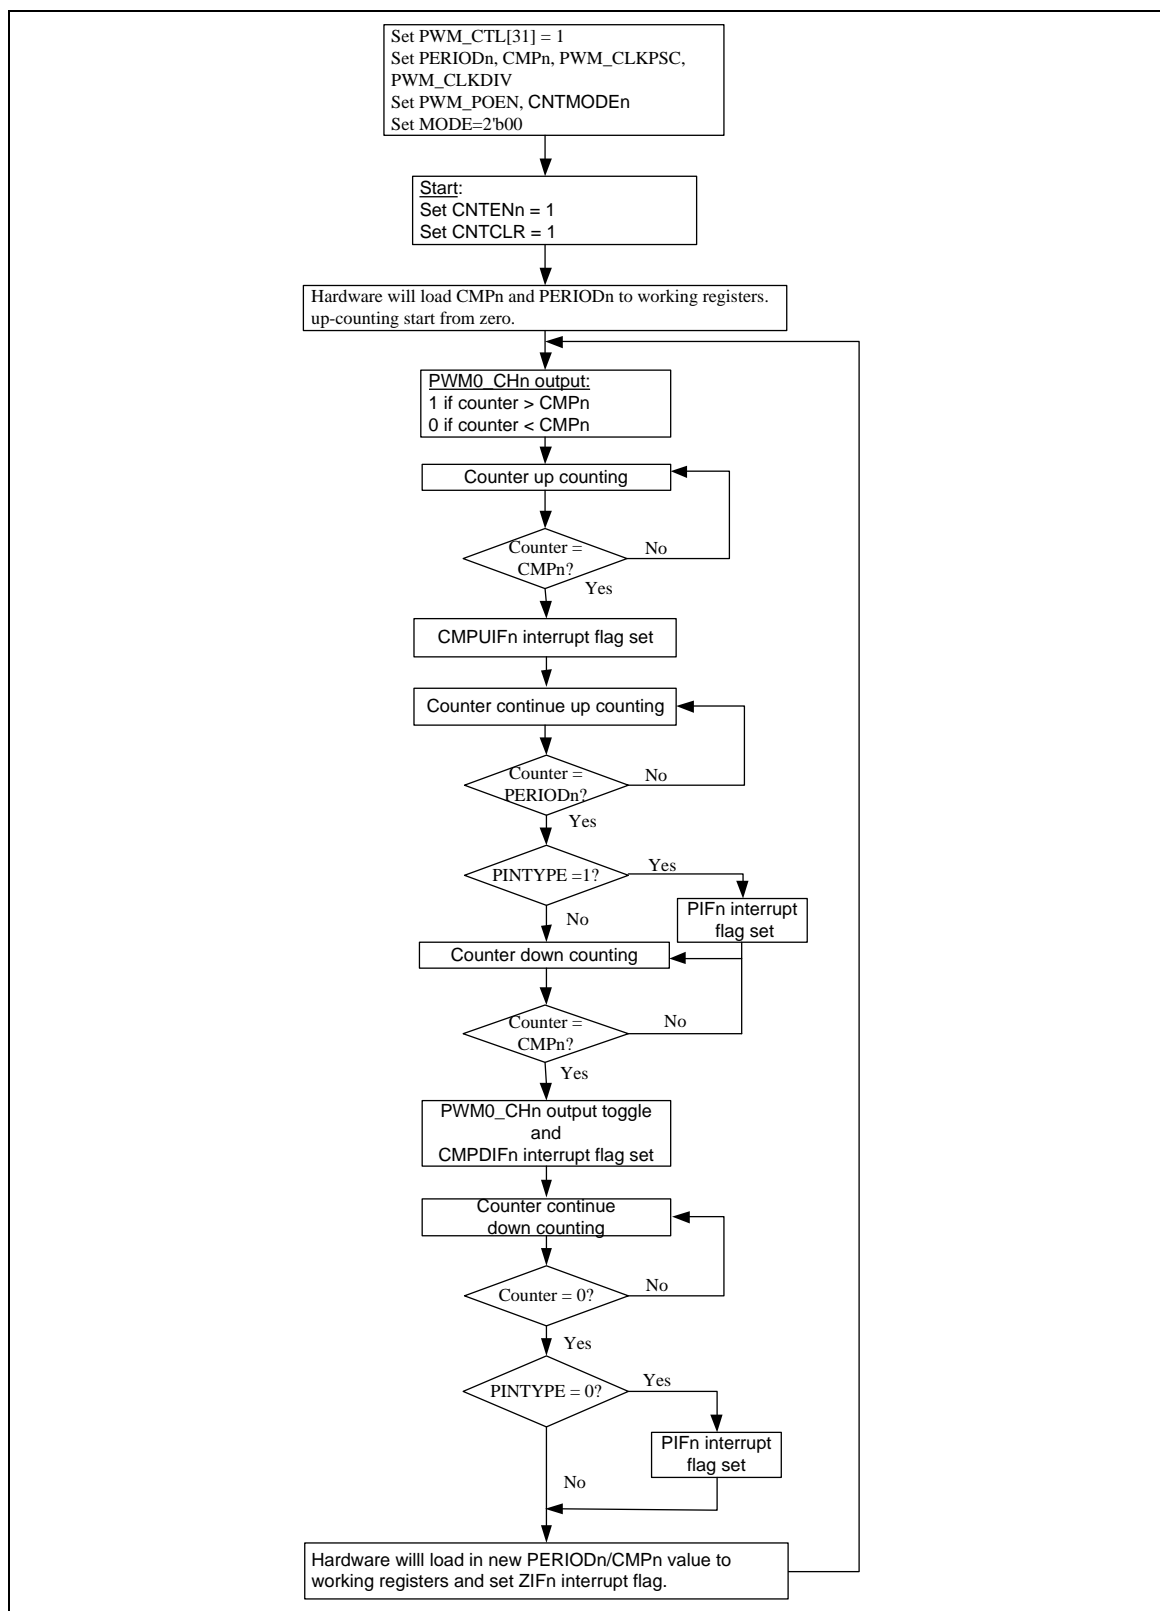 Set PWM_CTL[31] = 1
Set PERIODn, CMPn, PWM_CLKPSC,
PWM_CLKDIV
Set PWM_POEN, CNTMODEn
Set MODE=2'b00
Start:
Set CNTENn = 1
Set CNTCLR = 1
Hardware will load CMPn and PERIODn to working registers.
up-counting start from zero.
PWM0_CHn output:
1 if counter > CMPn
0 if counter < CMPn
Counter up counting
Counter =
CMPn?
No
Yes
CMPUIFn interrupt flag set
Counter continue up counting
Counter =
PERIODn?
No
Yes
PINTYPE =1?
Yes
No
PIFn interrupt
flag set
Counter down counting
Counter =
CMPn?
No
Yes
PWM0_CHn output toggle
and
CMPDIFn interrupt flag set
Counter continue
down counting
Counter = 0?
No
Yes
PINTYPE = 0?
Yes
PIFn interrupt
flag set
No
Hardware willl load in new PERIODn/CMPn value to
working registers and set ZIFn interrupt flag.